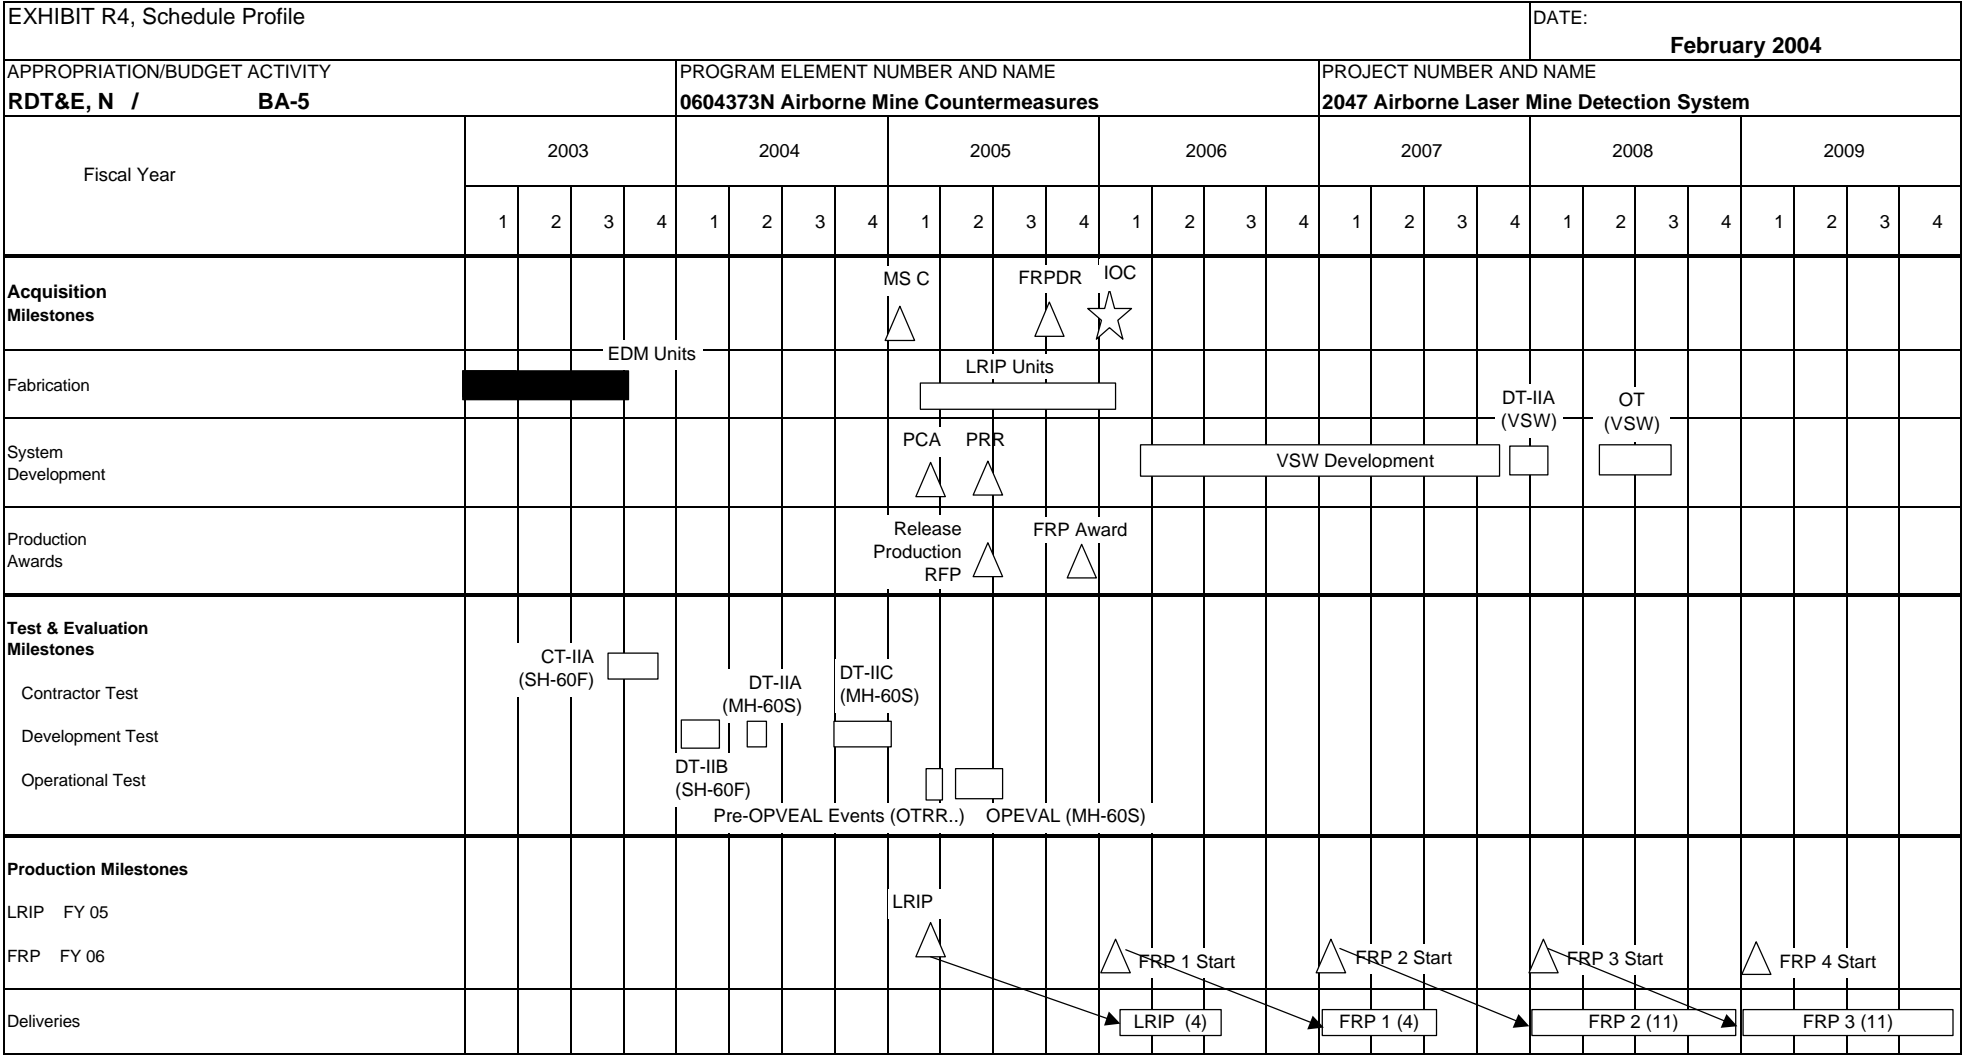 EXHIBIT R4, Schedule Profile
DATE:
February 2004
APPROPRIATION/BUDGET ACTIVITY
PROGRAM ELEMENT NUMBER AND NAME
PROJECT NUMBER AND NAME
RDT&E, N / BA-5
0604373N Airborne Mine Countermeasures
2047 Airborne Laser Mine Detection System
Fiscal Year
2003 2004 2005 2006 2007 2008 2009
1 2 3 4 1 2 3 4 1 2 3 4 1 2 3 4 1 2 3 4 1 2 3 4 1 2 3 4
Acquisition
Milestones
MS C
FRPDR
IOC
Fabrication
EDM Units
LRIP Units
System
Development
PCA
PRR
VSW Development
DT-IIA
(VSW)
OT
(VSW)
Production
Awards
Release
Production
RFP
FRP Award
Test & Evaluation
Milestones
Contractor Test
CT-IIA
(SH-60F)
Development Test
DT-IIA
(MH-60S)
DT-IIC
(MH-60S)
DT-IIB
(SH-60F)
Operational Test
Pre-OPVEAL Events (OTRR..)
OPEVAL (MH-60S)
Production Milestones
LRIP FY 05
LRIP
FRP FY 06
FRP 1 Start
FRP 2 Start
FRP 3 Start
FRP 4 Start
Deliveries
LRIP (4)
FRP 1 (4)
FRP 2 (11)
FRP 3 (11)